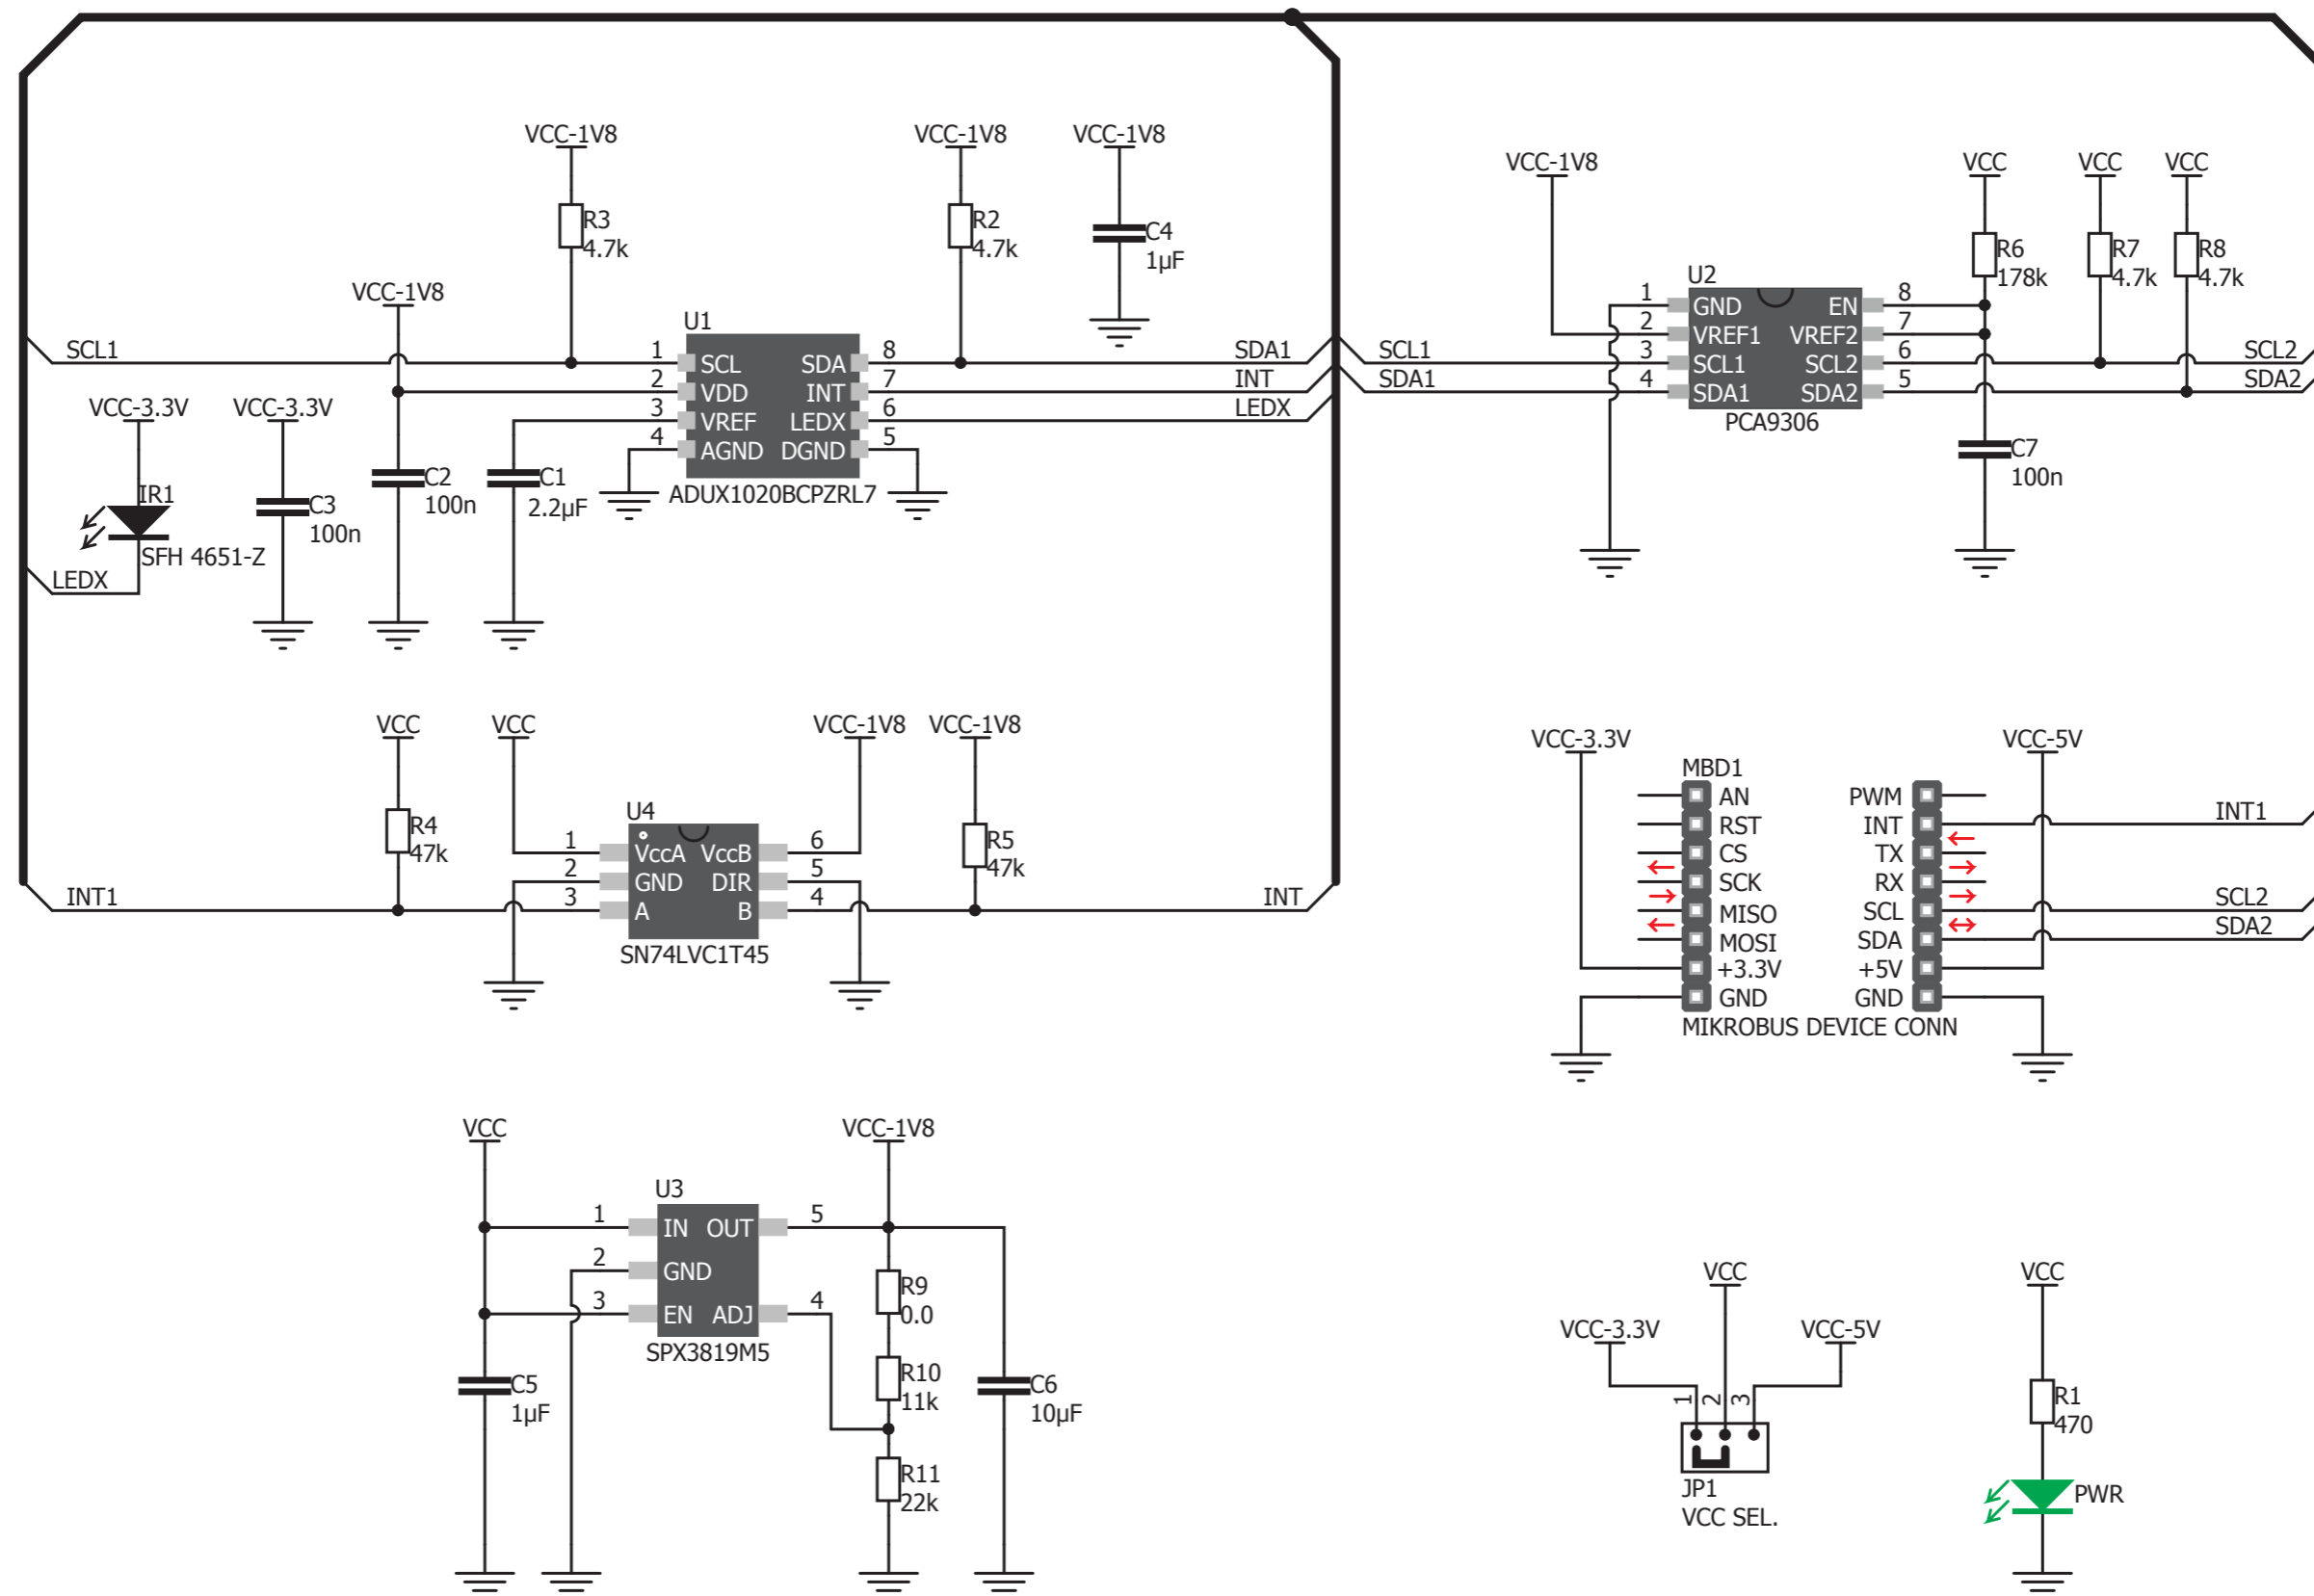 VCC-1V8
R3
4.7k
VCC-1V8
R2
4.7k
VCC-1V8
C4
1µF
VCC-1V8
SCL1
U1
1 SCL SDA 8
2 VDD INT 7
3 VREF LEDX 6
4 AGND DGND 5
ADUX1020BCPZRL7
SDA1
INT
LEDX
VCC-3.3V
IR1
SFH 4651-Z
LEDX
VCC-3.3V
C3
100n
C2
100n
C1
2.2µF
VCC-1V8
VCC
R6
178k
VCC
R7
4.7k
VCC
R8
4.7k
U2
1 GND EN 8
2 VREF1 VREF2 7
3 SCL1 SCL2 6
4 SDA1 SDA2 5
PCA9306
SCL1
SDA1
SCL2
SDA2
C7
100n
VCC
R4
47k
VCC
VCC-1V8
VCC-1V8
R5
47k
U4
1 VccA VccB 6
2 GND DIR 5
3 A B 4
SN74LVC1T45
INT1
INT
VCC-3.3V
VCC-5V
MBD1
AN PWM
RST INT
CS TX
SCK RX
MISO SCL
MOSI SDA
+3.3V +5V
GND GND
MIKROBUS DEVICE CONN
INT1
SCL2
SDA2
VCC
VCC-1V8
U3
1 IN OUT 5
2 GND
3 EN ADJ 4
SPX3819M5
C5
1µF
R9
0.0
R10
11k
R11
22k
C6
10µF
VCC
VCC-3.3V
VCC-5V
1 2 3
JP1
VCC SEL.
VCC
R1
470
PWR